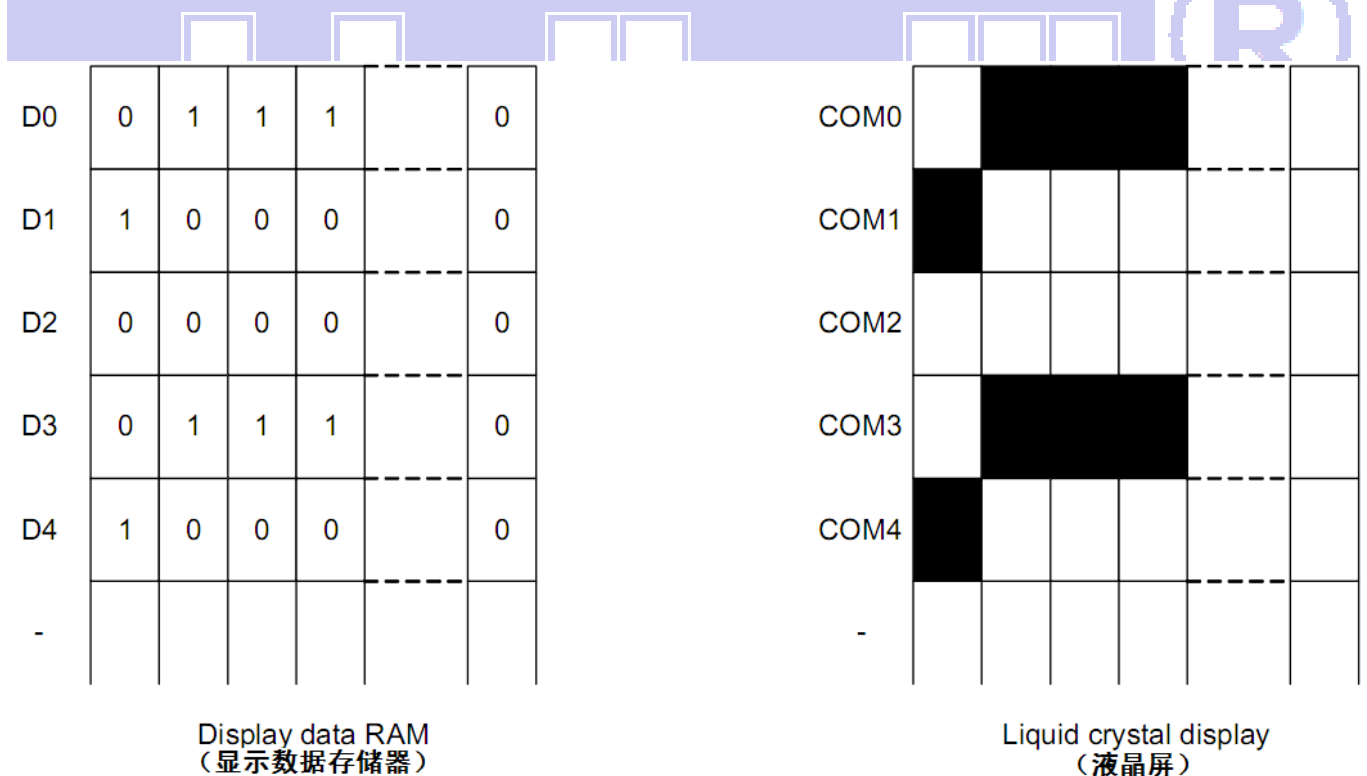 (R)
D0 0 1 1 1 0 COM0
D1 1 0 0 0 0 COM1
D2 0 0 0 0 0 COM2
D3 0 1 1 1 0 COM3
D4 1 0 0 0 0 COM4
- -
Display data RAM Liquid crystal display
（显示数据存储器） （液晶屏）